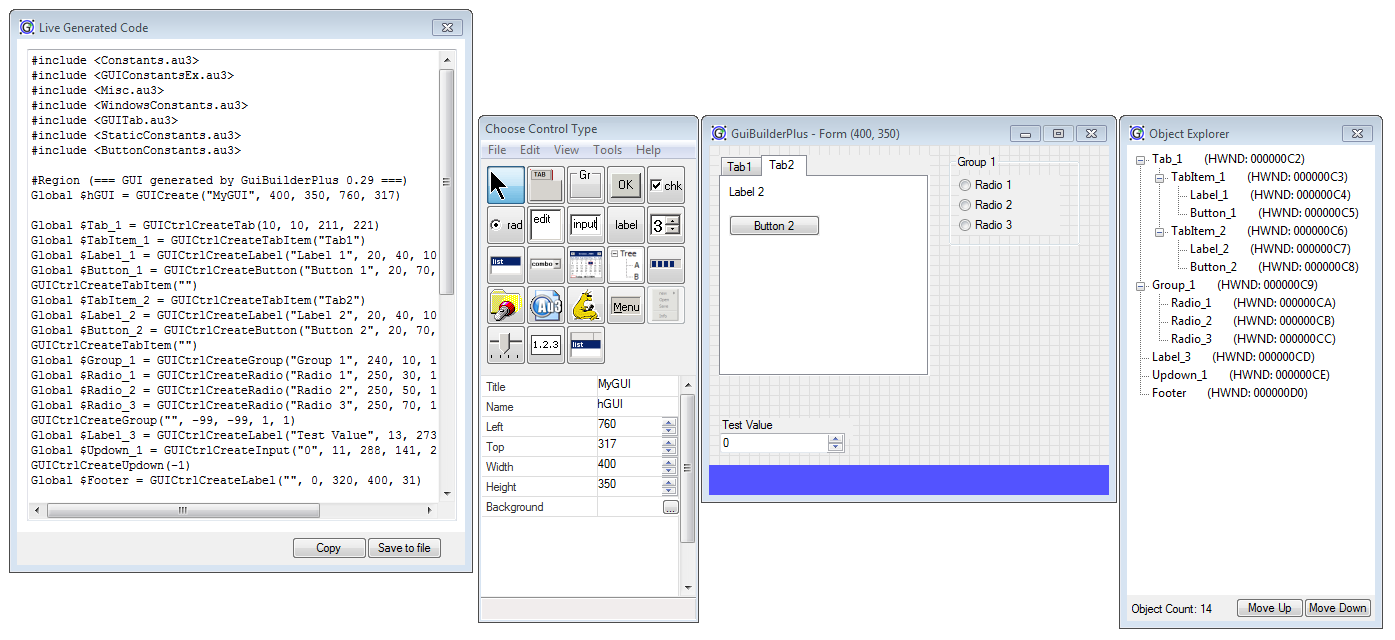 Live Generated Code
#include <Constants.au3>
#include <GUIConstantsEx.au3>
#include <Misc.au3>
#include <WindowsConstants.au3>
#include <GUITab.au3>
#include <StaticConstants.au3>
#include <ButtonConstants.au3>
#Region (=== GUI generated by GuiBuilderPlus 0.29 ===)
Global $hGUI = GUICreate("MyGUI", 400, 350, 760, 317)
Global $Tab_1 = GUICtrlCreateTab(10, 10, 211, 221)
Global $TabItem_1 = GUICtrlCreateTabItem("Tab1")
Global $Label_1 = GUICtrlCreateLabel("Label 1", 20, 40, 10
Global $Button_1 = GUICtrlCreateButton("Button 1", 20, 70,
GUICtrlCreateTabItem("")
Global $TabItem_2 = GUICtrlCreateTabItem("Tab2")
Global $Label_2 = GUICtrlCreateLabel("Label 2", 20, 40, 10
Global $Button_2 = GUICtrlCreateButton("Button 2", 20, 70,
GUICtrlCreateTabItem("")
Global $Group_1 = GUICtrlCreateGroup("Group 1", 240, 10, 1
Global $Radio_1 = GUICtrlCreateRadio("Radio 1", 250, 30, 1
Global $Radio_2 = GUICtrlCreateRadio("Radio 2", 250, 50, 1
Global $Radio_3 = GUICtrlCreateRadio("Radio 3", 250, 70, 1
GUICtrlCreateGroup("", -99, -99, 1, 1)
Global $Label_3 = GUICtrlCreateLabel("Test Value", 13, 273
Global $Updown_1 = GUICtrlCreateInput("0", 11, 288, 141, 2
GUICtrlCreateUpdown(-1)
Global $Footer = GUICtrlCreateLabel("", 0, 320, 400, 31)
Copy
Save to file
Choose Control Type
File Edit View Tools Help
TAB Gr OK chk
rad edit input label 3
list combo Tree A B
Au3 Menu
1.2.3 list
Title MyGUI
Name hGUI
Left 760
Top 317
Width 400
Height 350
Background ...
GuiBuilderPlus - Form (400, 350)
Tab1 Tab2
Label 2
Button 2
Group 1
Radio 1
Radio 2
Radio 3
Test Value
0
Object Explorer
Tab_1 (HWND: 000000C2)
TabItem_1 (HWND: 000000C3)
Label_1 (HWND: 000000C4)
Button_1 (HWND: 000000C5)
TabItem_2 (HWND: 000000C6)
Label_2 (HWND: 000000C7)
Button_2 (HWND: 000000C8)
Group_1 (HWND: 000000C9)
Radio_1 (HWND: 000000CA)
Radio_2 (HWND: 000000CB)
Radio_3 (HWND: 000000CC)
Label_3 (HWND: 000000CD)
Updown_1 (HWND: 000000CE)
Footer (HWND: 000000D0)
Object Count: 14
Move Up
Move Down